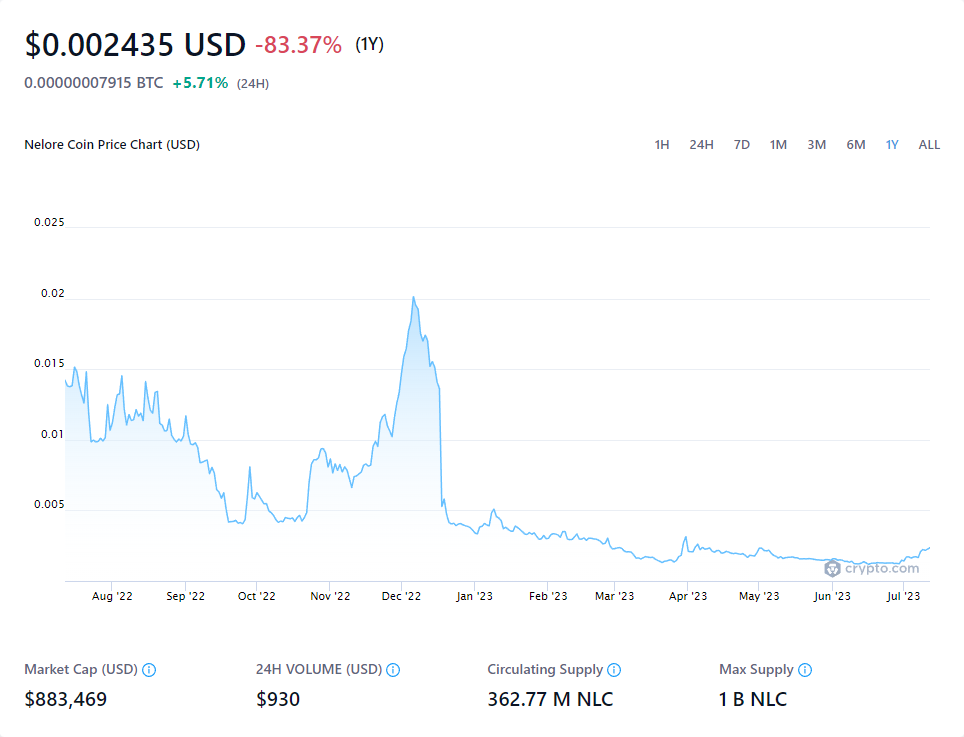 $0.002435 USD -83.37% (1Y)
0.00000007915 BTC +5.71% (24H)
Nelore Coin Price Chart (USD) 1H 24H 7D 1M 3M 6M 1Y ALL
0.025
0.02
0.015
0.01
0.005
crypto.com
Aug '22 Sep '22 Oct '22 Nov '22 Dec '22 Jan '23 Feb '23 Mar '23 Apr '23 May '23 Jun '23 Jul '23
Market Cap (USD) 24H VOLUME (USD) Circulating Supply Max Supply
$883,469 $930 362.77 M NLC 1 B NLC